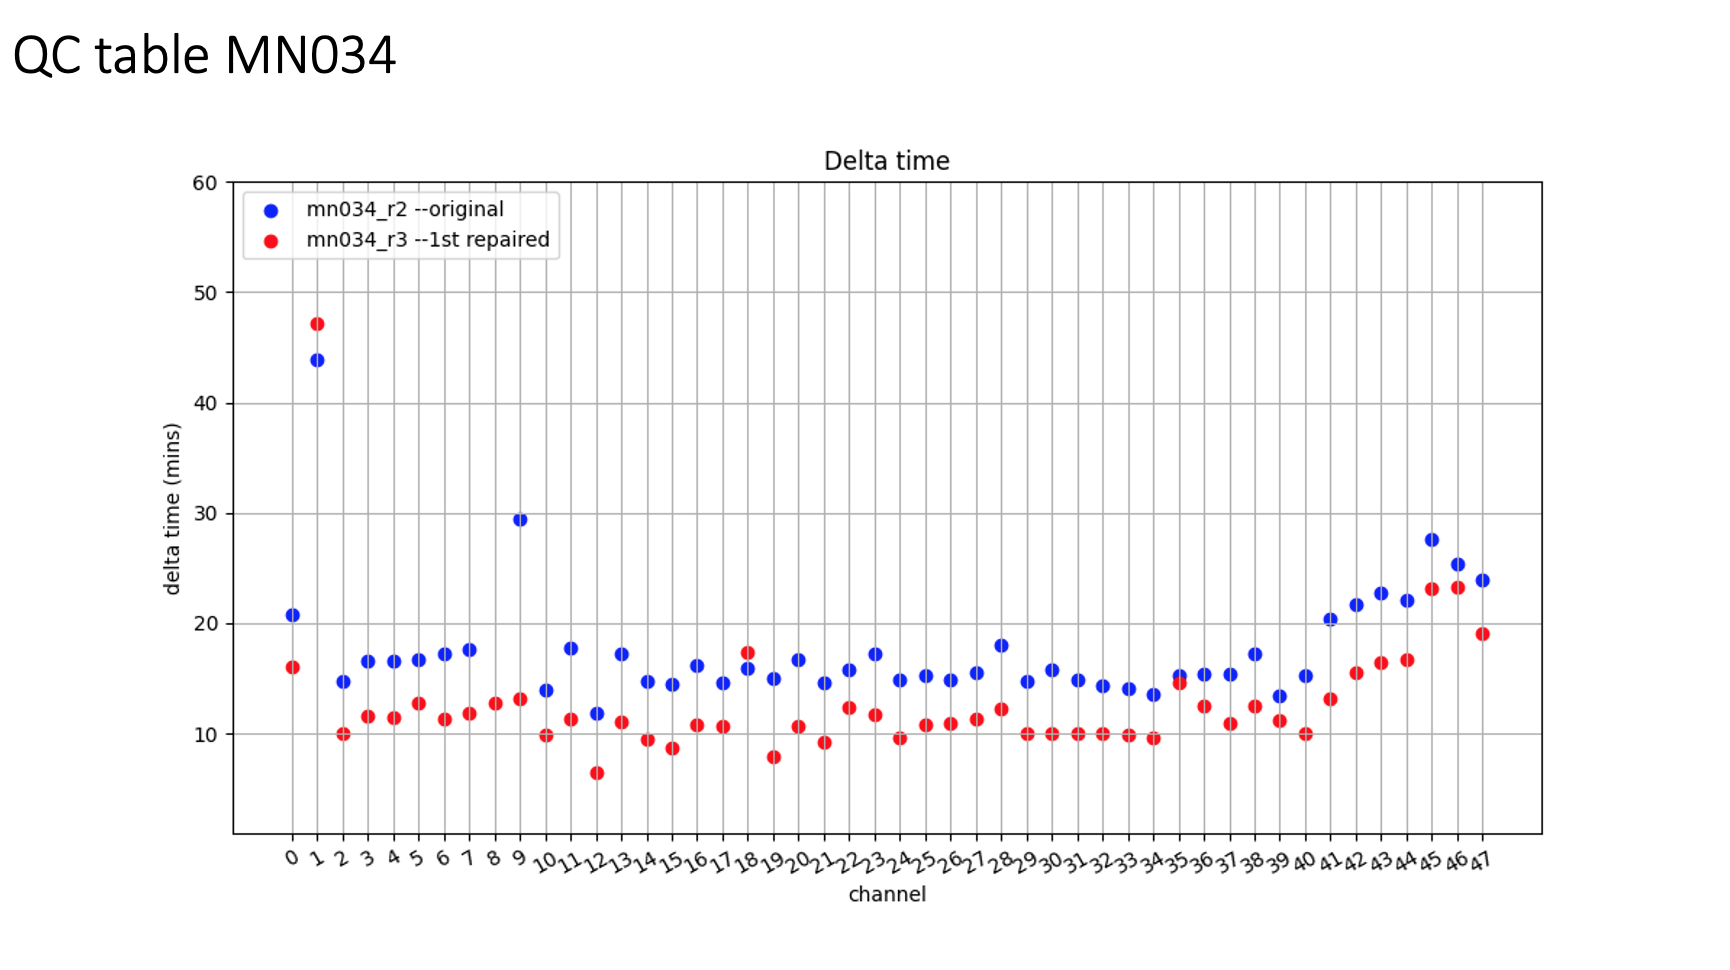 QC table MN034
Delta time
60
mn034_r2 --original
mn034_r3 --1st repaired
50
40
30
20
10
delta time (mins)
0 1 2 3 4 5 6 7 8 9 10 11 12 13 14 15 16 17 18 19 20 21 22 23 24 25 26 27 28 29 30 31 32 33 34 35 36 37 38 39 40 41 42 43 44 45 46 47
channel